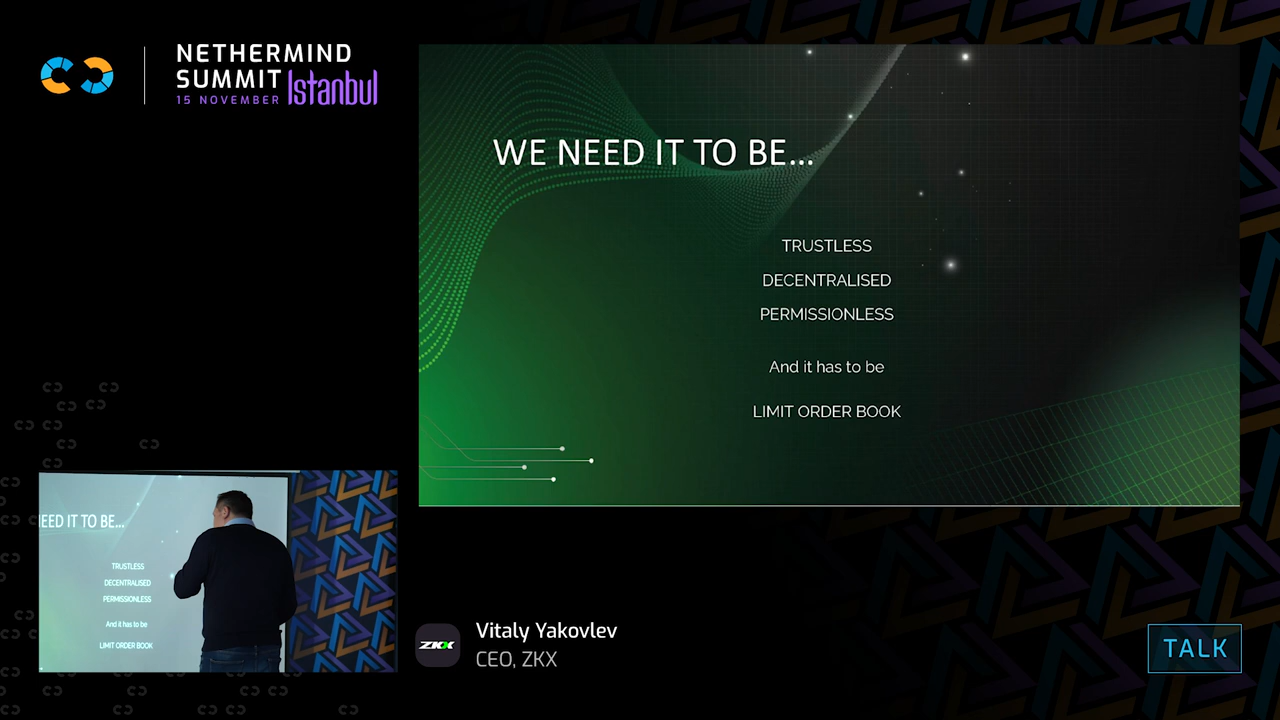 NETHERMIND
SUMMIT Istanbul
15 NOVEMBER
WE NEED IT TO BE...
TRUSTLESS
DECENTRALISED
PERMISSIONLESS
And it has to be
LIMIT ORDER BOOK
EED IT TO BE...
TRUSTLESS
DECENTRALISED
PERMISSIONLESS
And it has to be
LIMIT ORDER BOOK
ZKX
Vitaly Yakovlev
CEO, ZKX
TALK